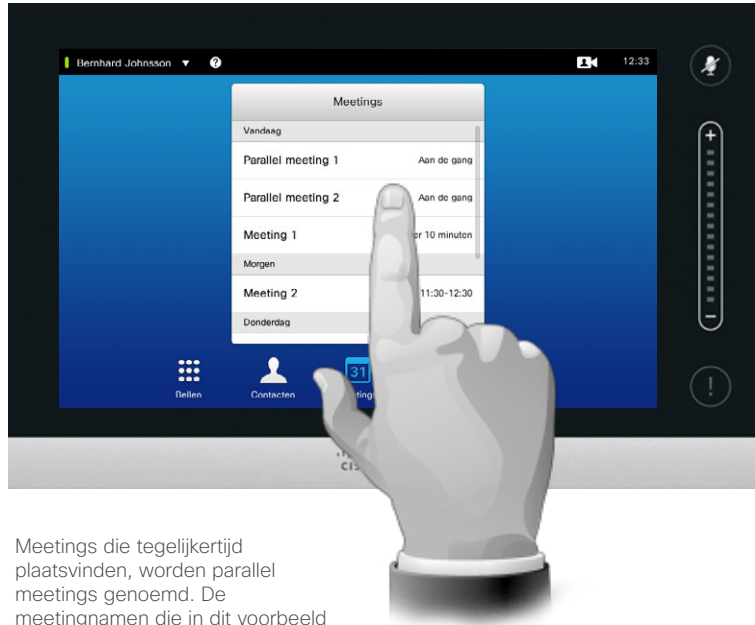 Bernhard Johnsson ▼ ? 12:33
Meetings
Vandaag
Parallel meeting 1 Aan de gang
Parallel meeting 2 Aan de gang
Meeting 1 10 minuten
Morgen
Meeting 2 11:30-12:30
Donderdag
31
Bellen Contacten
Meetings die tegelijkertijd
plaatsvinden, worden parallel
meetings genoemd. De
meetingnamen die in dit voorbeeld